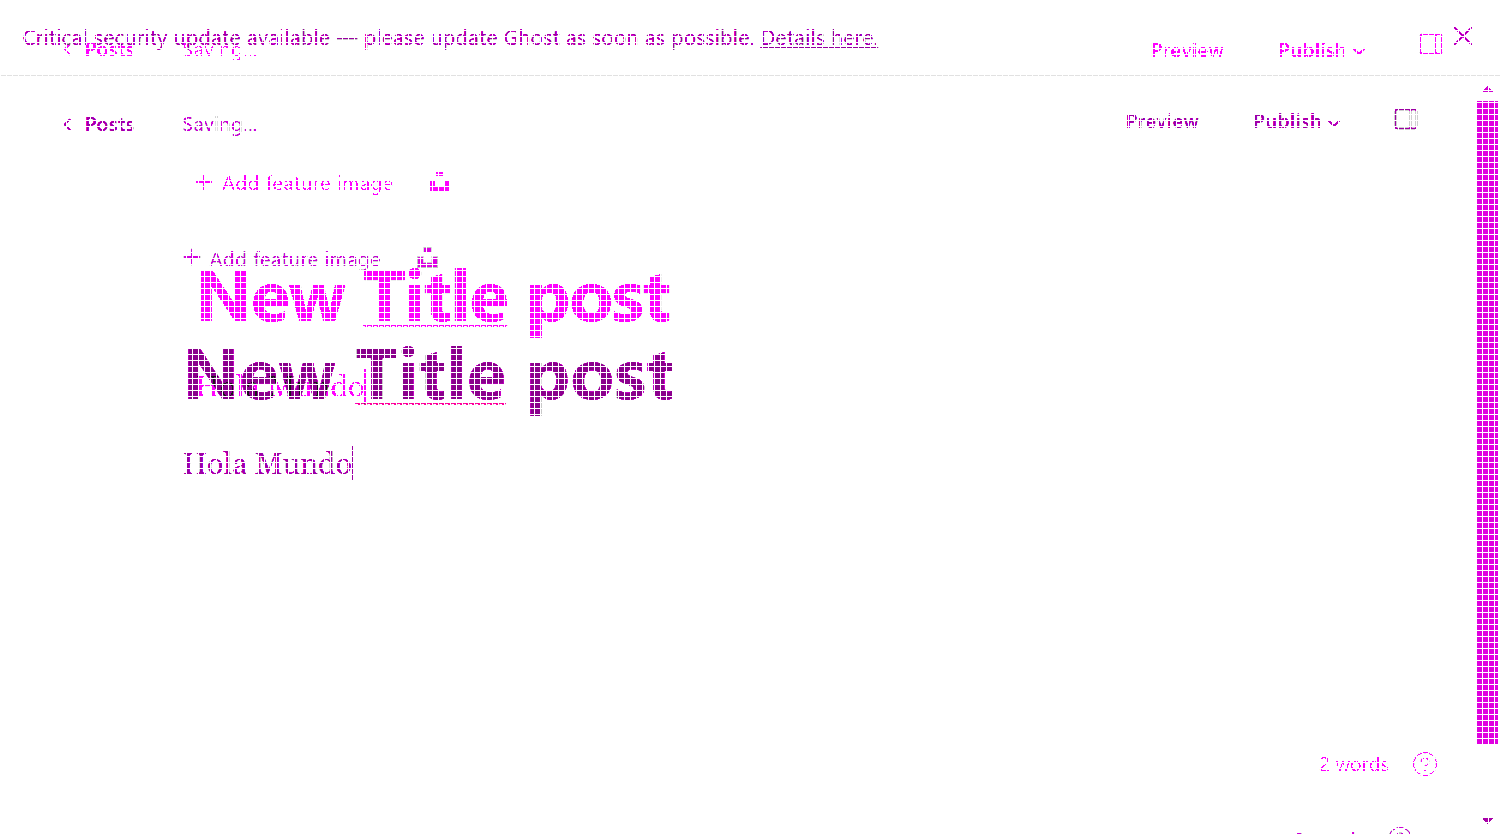 Critical security update available — please update Ghost as soon as possible. Details here.
Posts Saving... Preview Publish
Posts Saving... Preview Publish
+ Add feature image
+ Add feature image
New Title post
New Title post
Hola Mundo
2 words ?